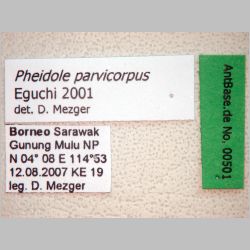 Pheidole parvicorpus
Eguchi 2001
det. D. Mezger
Borneo Sarawak
Gunung Mulu NP
N 04° 08 E 114°53
12.08.2007 KE 19
leg. D. Mezger
AntBase.de No, 00501